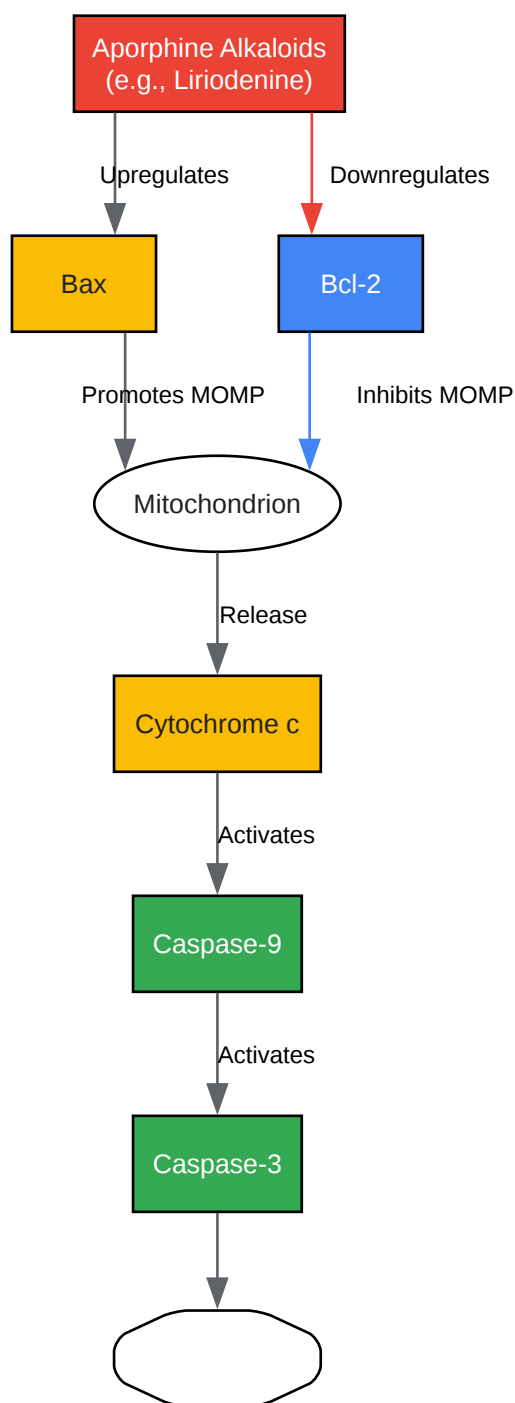 Aporphine Alkaloids
(e.g., Liriodenine)
Upregulates
Downregulates
Bax
Bcl-2
Promotes MOMP
Inhibits MOMP
Mitochondrion
Release
Cytochrome c
Activates
Caspase-9
Activates
Caspase-3